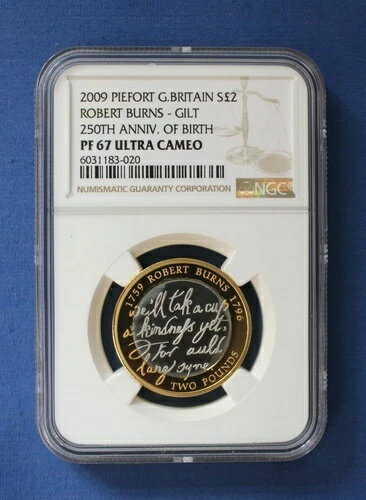 2009 PIEFORT G.BRITAIN S£2
ROBERT BURNS - GILT
250TH ANNIV. OF BIRTH
PF 67 ULTRA CAMEO
6031183-020
NUMISMATIC GUARANTY CORPORATION
NGC
1759 ROBERT BURNS 1796
we'll tak a cup
a' kindness yet,
for auld
lang syne
TWO POUNDS